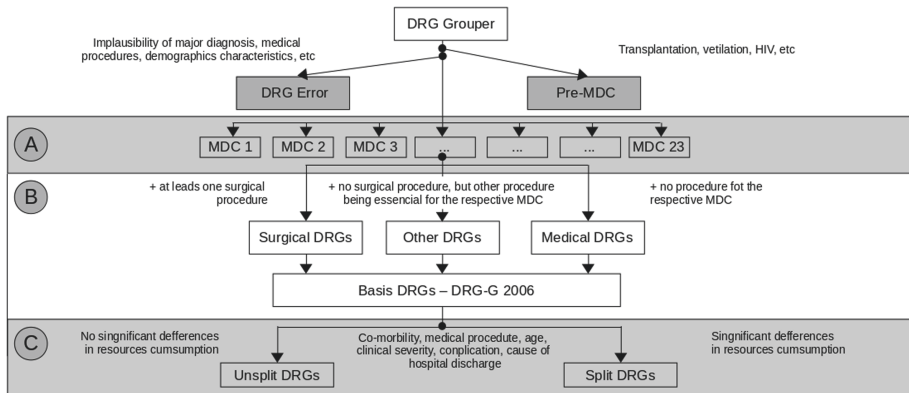 DRG Grouper
Implausibility of major diagnosis, medical
procedures, demographics characteristics, etc
Transplantation, vetilation, HIV, etc
DRG Error
Pre-MDC
A
MDC 1
MDC 2
MDC 3
...
...
...
MDC 23
B
+ at leads one surgical
procedure
+ no surgical procedure, but other procedure
being essencial for the respective MDC
+ no procedure fot the
respective MDC
Surgical DRGs
Other DRGs
Medical DRGs
Basis DRGs – DRG-G 2006
C
No singnificant defferences
in resources cumsumption
Co-morbility, medical procedute, age,
clinical severity, conplication, cause of
hospital discharge
Singnificant defferences
in resources cumsumption
Unsplit DRGs
Split DRGs